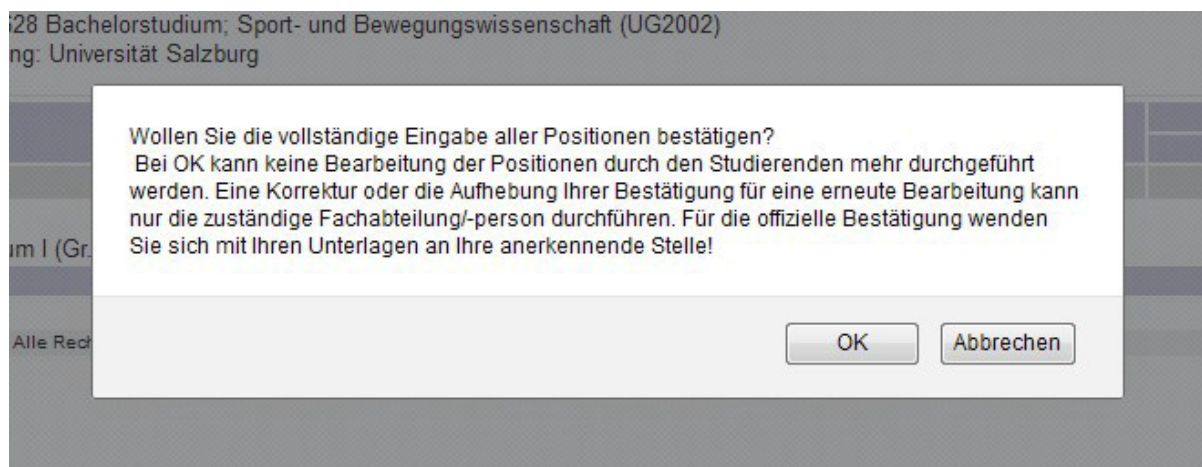 628 Bachelorstudium; Sport- und Bewegungswissenschaft (UG2002)
ng: Universität Salzburg
Wollen Sie die vollständige Eingabe aller Positionen bestätigen?
Bei OK kann keine Bearbeitung der Positionen durch den Studierenden mehr durchgeführt
werden. Eine Korrektur oder die Aufhebung Ihrer Bestätigung für eine erneute Bearbeitung kann
nur die zuständige Fachabteilung/-person durchführen. Für die offizielle Bestätigung wenden
Sie sich mit Ihren Unterlagen an Ihre anerkennende Stelle!
um I (Gr.
Alle Rech
OK Abbrechen